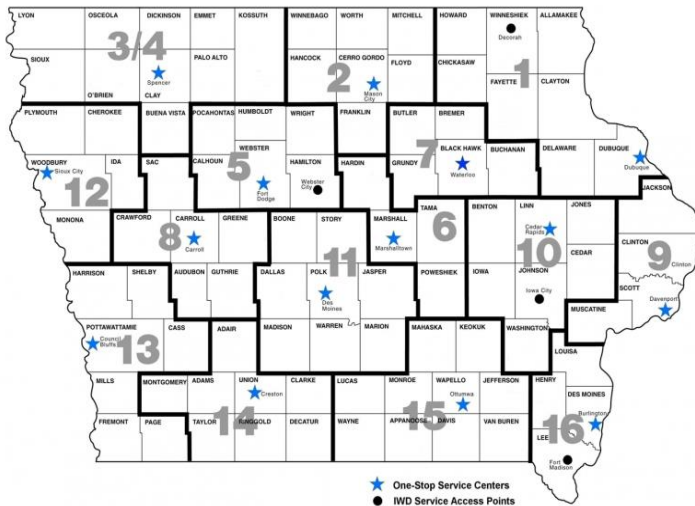 LYON OSCEOLA DICKINSON EMMET KOSSUTH WINNEBAGO WORTH MITCHELL HOWARD WINNESHIEK ALLAMAKEE
Decorah
3/4
SIOUX PALO ALTO HANCOCK CERRO GORDO FLOYD CHICKASAW
2 1
Spencer Mason
City
O'BRIEN CLAY FAYETTE CLAYTON
PLYMOUTH CHEROKEE BUENA VISTA POCAHONTAS HUMBOLDT WRIGHT FRANKLIN BUTLER BREMER
WEBSTER BLACK HAWK BUCHANAN DELAWARE DUBUQUE
WOODBURY IDA SAC CALHOUN HAMILTON HARDIN GRUNDY
Sioux City Waterloo Dubuque
12 5 7
Fort
Dodge
Webster
City
JACKSON
MONONA CRAWFORD CARROLL GREENE BOONE STORY MARSHALL TAMA BENTON LINN JONES
8 Carroll 11 Marshalltown 6 10 Cedar
Rapids
CLINTON
9 Clinton
HARRISON SHELBY AUDUBON GUTHRIE DALLAS POLK JASPER POWESHIEK IOWA JOHNSON CEDAR
SCOTT
Des
Moines
Iowa City
Davenport
MUSCATINE
POTTAWATTAMIE CASS ADAIR MADISON WARREN MARION MAHASKA KEOKUK WASHINGTON
Council
Bluffs
13
LOUISA
MILLS MONTGOMERY ADAMS UNION CLARKE LUCAS MONROE WAPELLO JEFFERSON HENRY
Creston Ottumwa
DES MOINES
Burlington
14 15 16
FREMONT PAGE TAYLOR RINGGOLD DECATUR WAYNE APPANOOSE DAVIS VAN BUREN LEE
Fort
Madison
One-Stop Service Centers
IWD Service Access Points